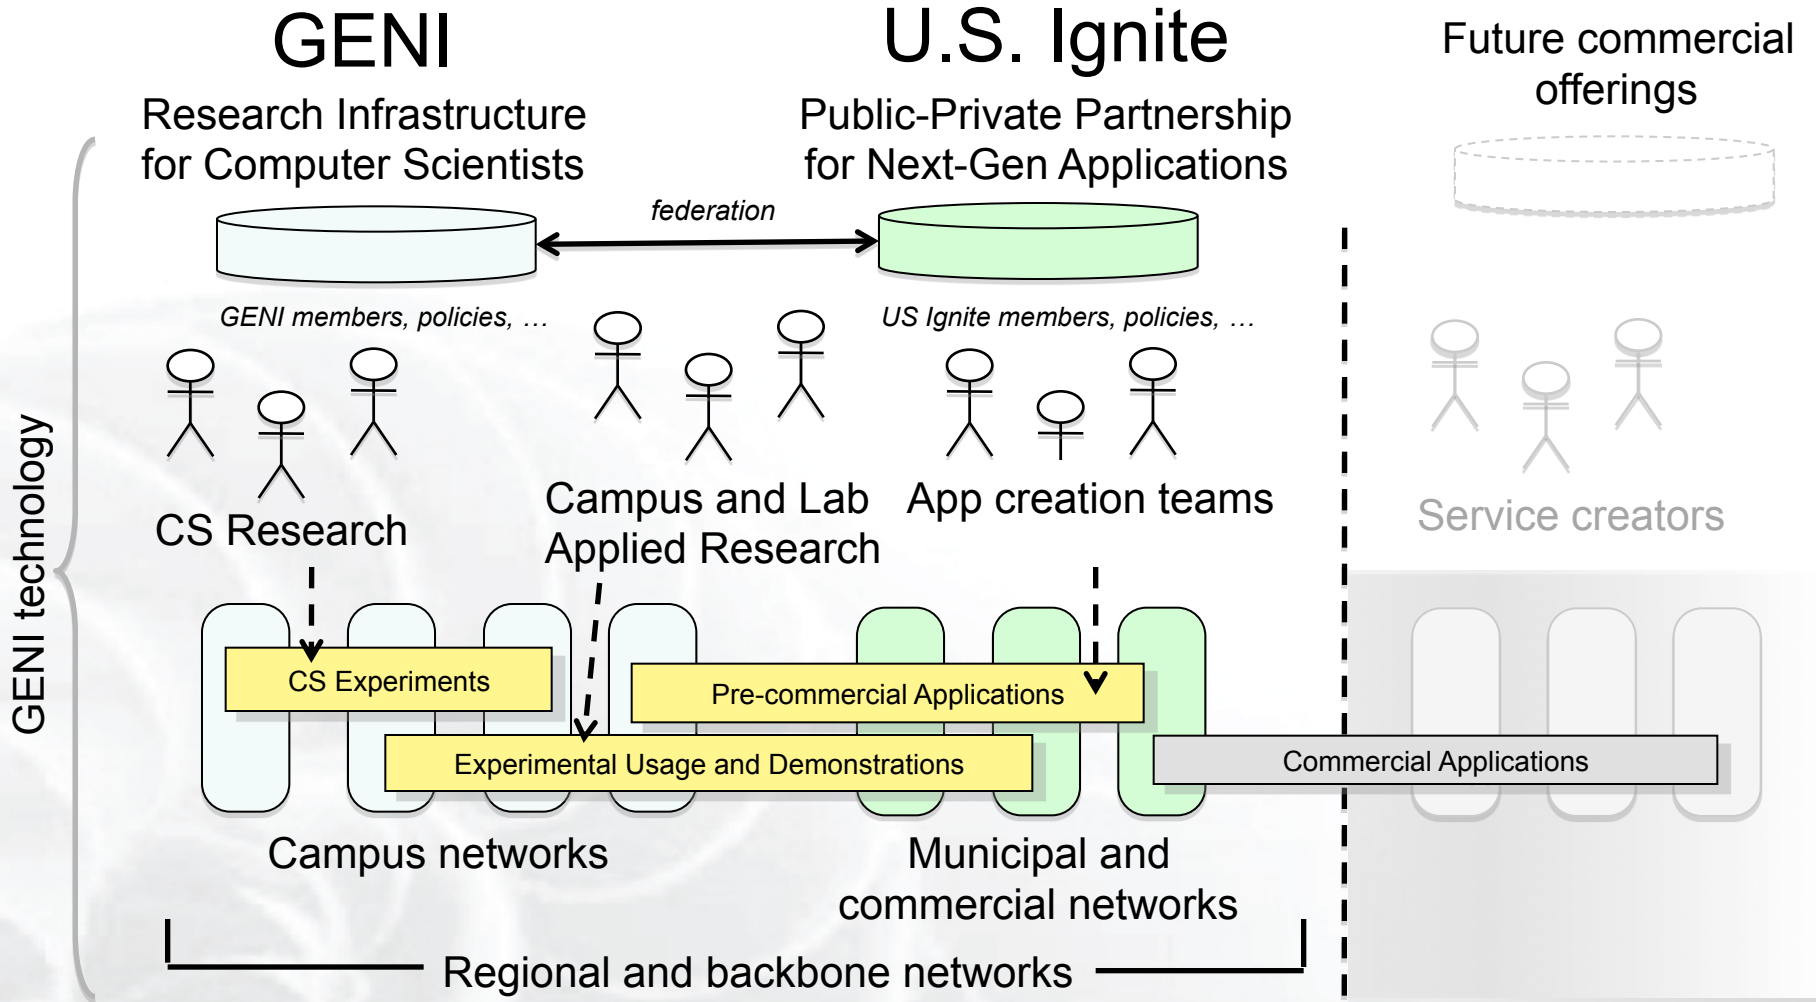 GENI
Research Infrastructure
for Computer Scientists
U.S. Ignite
Public-Private Partnership
for Next-Gen Applications
Future commercial
offerings
federation
GENI members, policies, …
US Ignite members, policies, …
GENI technology
CS Research
Campus and Lab
Applied Research
App creation teams
Service creators
CS Experiments
Pre-commercial Applications
Experimental Usage and Demonstrations
Commercial Applications
Campus networks
Municipal and
commercial networks
Regional and backbone networks